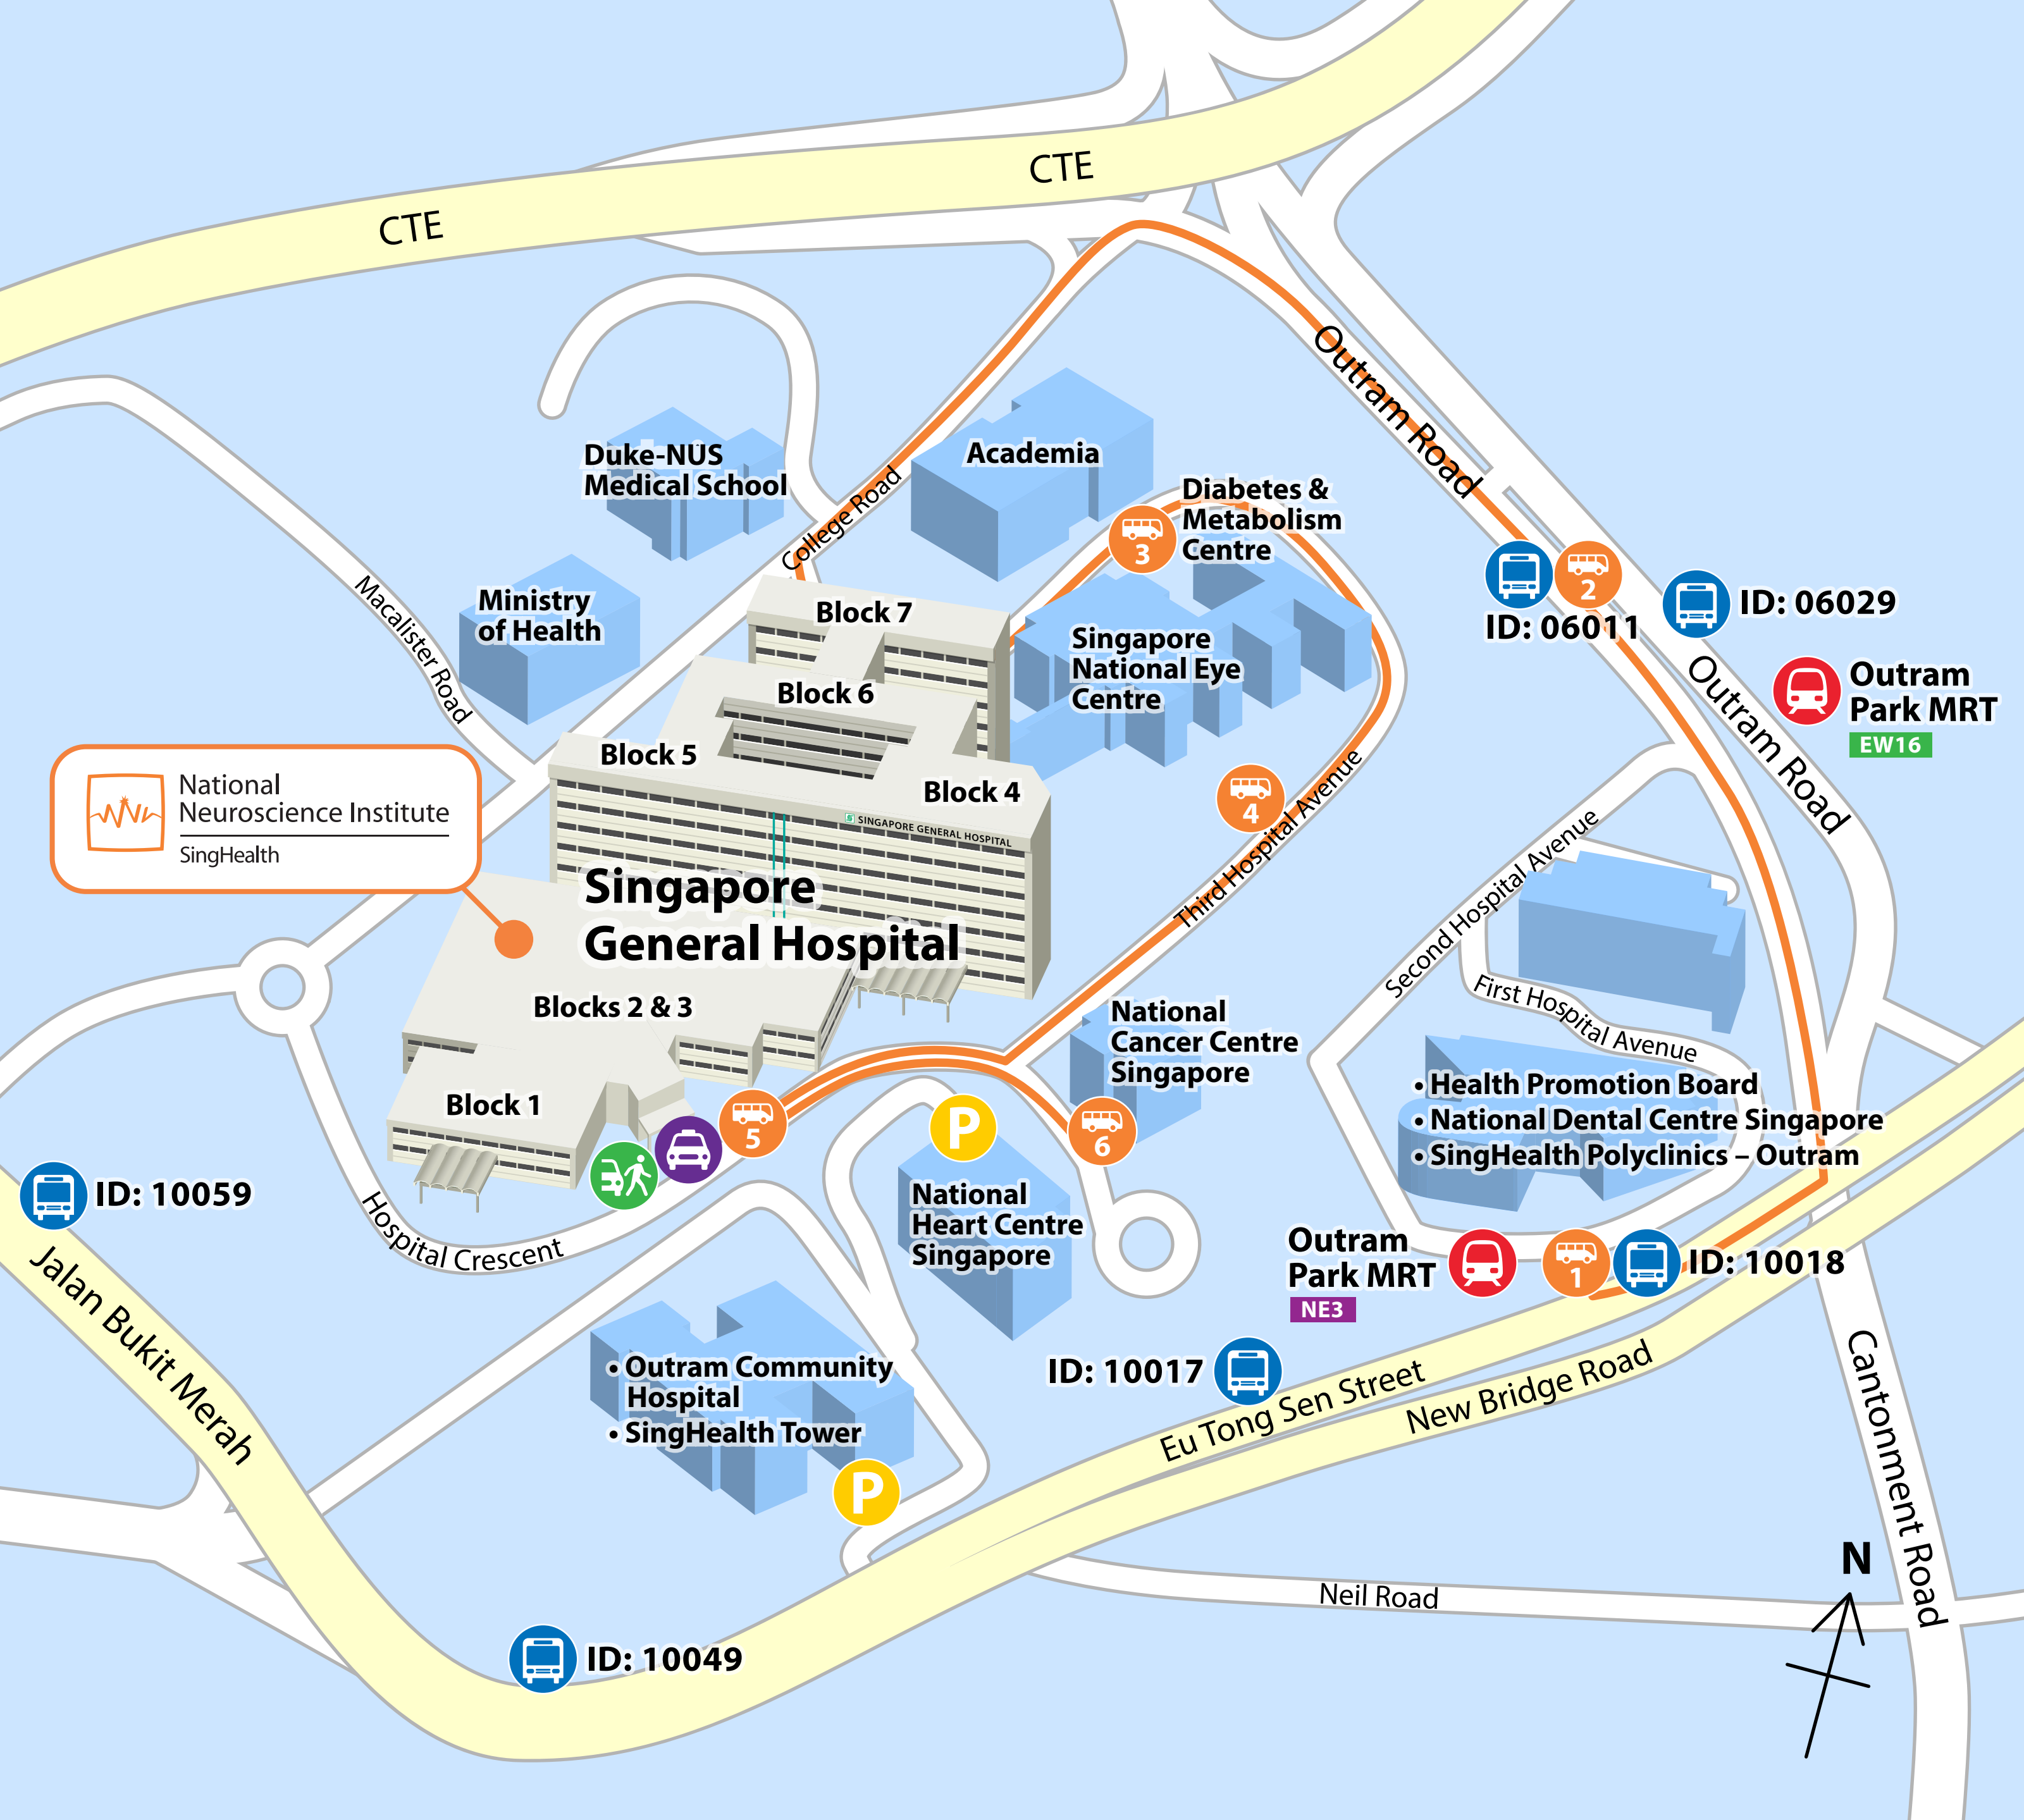 CTE
CTE
Outram Road
College Road
Macalister Road
Duke-NUS
Medical School
Academia
Diabetes &
Metabolism
Centre
3
2
ID: 06011
ID: 06029
Ministry
of Health
Block 7
Block 6
Block 5
Block 4
SINGAPORE GENERAL HOSPITAL
Singapore
National Eye
Centre
Outram
Park MRT
EW16
Outram Road
National
Neuroscience Institute
SingHealth
4
Third Hospital Avenue
Second Hospital Avenue
First Hospital Avenue
Singapore
General Hospital
Blocks 2 & 3
Block 1
National
Cancer Centre
Singapore
• Health Promotion Board
• National Dental Centre Singapore
• SingHealth Polyclinics – Outram
5
P
6
ID: 10059
Hospital Crescent
National
Heart Centre
Singapore
Outram
Park MRT
NE3
1
ID: 10018
Jalan Bukit Merah
• Outram Community
Hospital
• SingHealth Tower
P
ID: 10017
Eu Tong Sen Street
New Bridge Road
Cantonment Road
Neil Road
N
ID: 10049